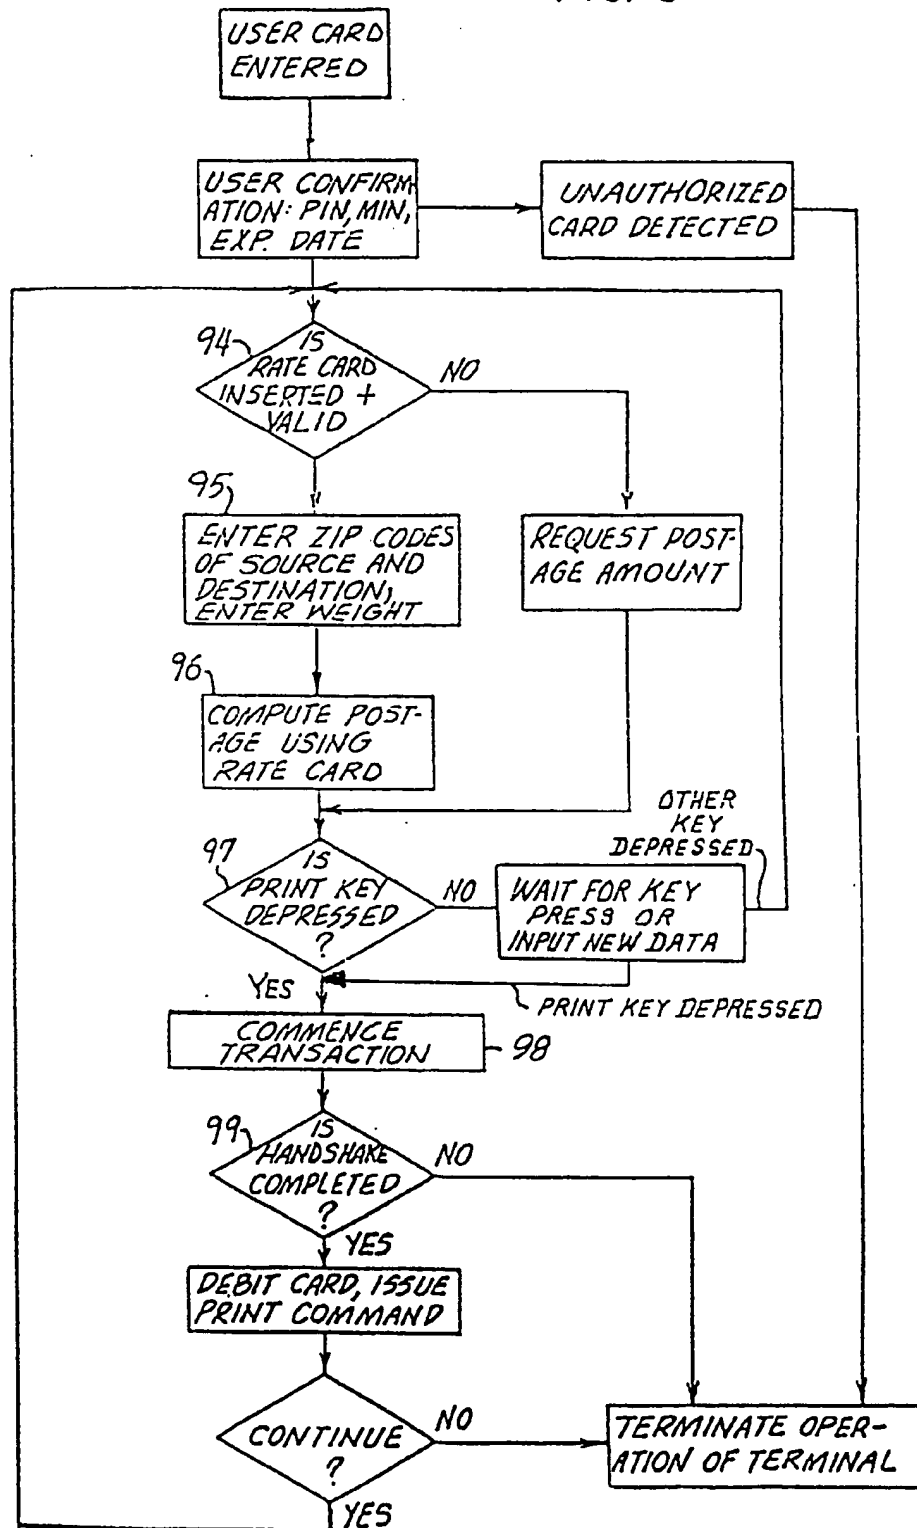 USER CARD
ENTERED
USER CONFIRM-
ATION: PIN, MIN,
EXP. DATE
UNAUTHORIZED
CARD DETECTED
94
IS
RATE CARD
INSERTED +
VALID
NO
95
ENTER ZIP CODES
OF SOURCE AND
DESTINATION,
ENTER WEIGHT
REQUEST POST-
AGE AMOUNT
96
COMPUTE POST-
AGE USING
RATE CARD
OTHER
KEY
DEPRESSED
97
IS
PRINT KEY
DEPRESSED
?
NO
WAIT FOR KEY
PRESS OR
INPUT NEW DATA
YES
PRINT KEY DEPRESSED
COMMENCE
TRANSACTION
98
99
IS
HANDSHAKE
COMPLETED
?
NO
YES
DEBIT CARD, ISSUE
PRINT COMMAND
CONTINUE
?
NO
TERMINATE OPER-
ATION OF TERMINAL
YES